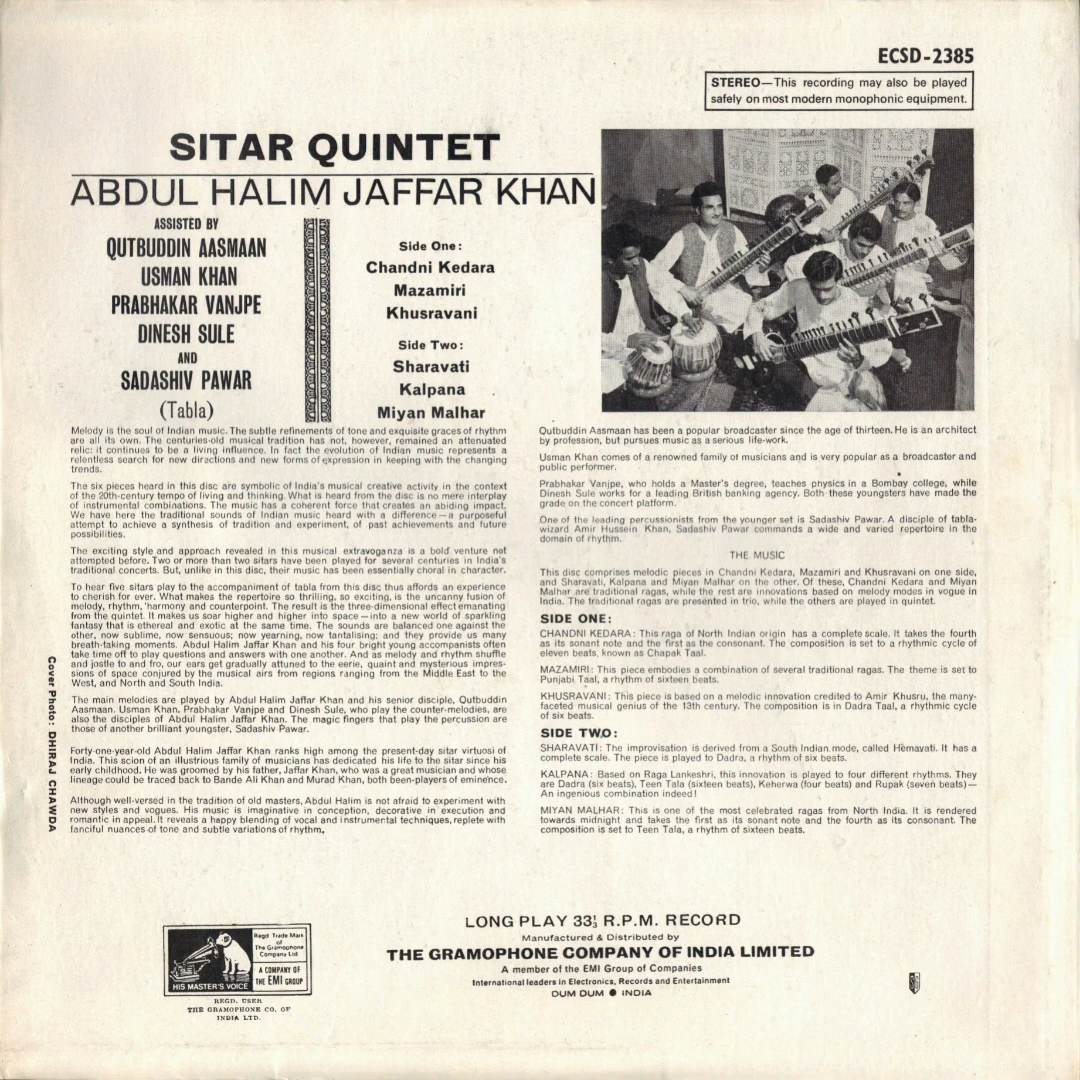 ECSD-2385
STEREO—This recording may also be played
safely on most modern monophonic equipment.
SITAR QUINTET
ABDUL HALIM JAFFAR KHAN
ASSISTED BY
QUTBUDDIN AASMAAN
USMAN KHAN
PRABHAKAR VANJPE
DINESH SULE
AND
SADASHIV PAWAR
(Tabla)
Side One:
Chandni Kedara
Mazamiri
Khusravani
Side Two:
Sharavati
Kalpana
Miyan Malhar
Melody is the soul of Indian music. The subtle refinements of tone and exquisite graces of rhythm
are all its own. The centuries-old musical tradition has not, however, remained an attenuated
relic: it continues to be a living influence. In fact the evolution of Indian music represents a
relentless search for new directions and new forms of expression in keeping with the changing
trends.
The six pieces heard in this disc are symbolic of India's musical creative activity in the context
of the 20th-century tempo of living and thinking. What is heard from the disc is no mere interplay
of instrumental combinations. The music has a coherent force that creates an abiding impact.
We have here the traditional sounds of Indian music heard with a difference—a purposeful
attempt to achieve a synthesis of tradition and experiment, of past achievements and future
possibilities.
The exciting style and approach revealed in this musical extravoganza is a bold venture not
attempted before. Two or more than two sitars have been played for several centuries in India's
traditional concerts. But, unlike in this disc, their music has been essentially choral in character.
To hear five sitars play to the accompaniment of tabla from this disc thus affords an experience
to cherish for ever. What makes the repertoire so thrilling, so exciting, is the uncanny fusion of
melody, rhythm, 'harmony and counterpoint. The result is the three-dimensional effect emanating
from the quintet. It makes us soar higher and higher into space—into a new world of sparkling
fantasy that is ethereal and exotic at the same time. The sounds are balanced one against the
other, now sublime, now sensuous; now yearning, now tantalising; and they provide us many
breath-taking moments. Abdul Halim Jaffar Khan and his four bright young accompanists often
take time off to play questions and answers with one another. And as melody and rhythm shuffle
and jostle to and fro, our ears get gradually attuned to the eerie, quaint and mysterious impres-
sions of space conjured by the musical airs from regions ranging from the Middle East to the
West, and North and South India.
The main melodies are played by Abdul Halim Jaffar Khan and his senior disciple, Qutbuddin
Aasmaan. Usman Khan, Prabhakar Vanjpe and Dinesh Sule, who play the counter-melodies, are
also the disciples of Abdul Halim Jaffar Khan. The magic fingers that play the percussion are
those of another brilliant youngster, Sadashiv Pawar.
Forty-one-year-old Abdul Halim Jaffar Khan ranks high among the present-day sitar virtuosi of
India. This scion of an illustrious family of musicians has dedicated his life to the sitar since his
early childhood. He was groomed by his father, Jaffar Khan, who was a great musician and whose
lineage could be traced back to Bande Ali Khan and Murad Khan, both been-players of eminence.
Although well-versed in the tradition of old masters, Abdul Halim is not afraid to experiment with
new styles and vogues. His music is imaginative in conception, decorative in execution and
romantic in appeal. It reveals a happy blending of vocal and instrumental techniques, replete with
fanciful nuances of tone and subtle variations of rhythm.
Qutbuddin Aasmaan has been a popular broadcaster since the age of thirteen. He is an architect
by profession, but pursues music as a serious life-work.
Usman Khan comes of a renowned family of musicians and is very popular as a broadcaster and
public performer.
Prabhakar Vanjpe, who holds a Master's degree, teaches physics in a Bombay college, while
Dinesh Sule works for a leading British banking agency. Both these youngsters have made the
grade on the concert platform.
One of the leading percussionists from the younger set is Sadashiv Pawar. A disciple of tabla-
wizard Amir Hussein Khan, Sadashiv Pawar commands a wide and varied repertoire in the
domain of rhythm.
THE MUSIC
This disc comprises melodic pieces in Chandni Kedara, Mazamiri and Khusravani on one side,
and Sharavati, Kalpana and Miyan Malhar on the other. Of these, Chandni Kedara and Miyan
Malhar are traditional ragas, while the rest are innovations based on melody modes in vogue in
India. The traditional ragas are presented in trio, while the others are played in quintet.
SIDE ONE:
CHANDNI KEDARA: This raga of North Indian origin has a complete scale. It takes the fourth
as its sonant note and the first as the consonant. The composition is set to a rhythmic cycle of
eleven beats, known as Chapak Taal.
MAZAMIRI: This piece embodies a combination of several traditional ragas. The theme is set to
Punjabi Taal, a rhythm of sixteen beats.
KHUSRAVANI: This piece is based on a melodic innovation credited to Amir Khusru, the many-
faceted musical genius of the 13th century. The composition is in Dadra Taal, a rhythmic cycle
of six beats.
SIDE TWO:
SHARAVATI: The improvisation is derived from a South Indian mode, called Hemavati. It has a
complete scale. The piece is played to Dadra, a rhythm of six beats.
KALPANA: Based on Raga Lankeshri, this innovation is played to four different rhythms. They
are Dadra (six beats), Teen Tala (sixteen beats), Keherwa (four beats) and Rupak (seven beats)—
An ingenious combination indeed!
MIYAN MALHAR: This is one of the most celebrated ragas from North India. It is rendered
towards midnight and takes the first as its sonant note and the fourth as its consonant. The
composition is set to Teen Tala, a rhythm of sixteen beats.
Cover Photo: DHIRAJ CHAWDA
Regd Trade Mark
of
The Gramophone
Company Ltd
A COMPANY OF
THE EMI GROUP
HIS MASTER'S VOICE
REGD. USER
THE GRAMOPHONE CO. OF
INDIA LTD.
LONG PLAY 33⅓ R.P.M. RECORD
Manufactured & Distributed by
THE GRAMOPHONE COMPANY OF INDIA LIMITED
A member of the EMI Group of Companies
International leaders in Electronics, Records and Entertainment
DUM DUM ● INDIA